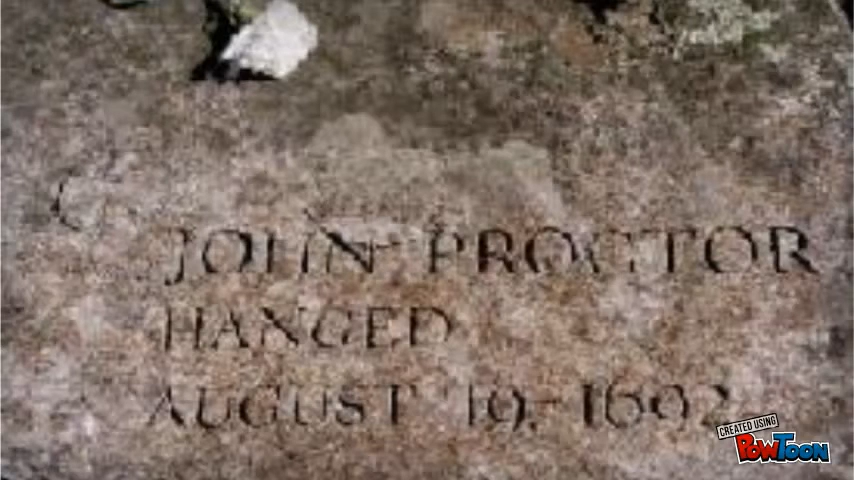 JOHN PROCTOR
HANGED
AUGUST 19, 1692
CREATED USING
POWTOON